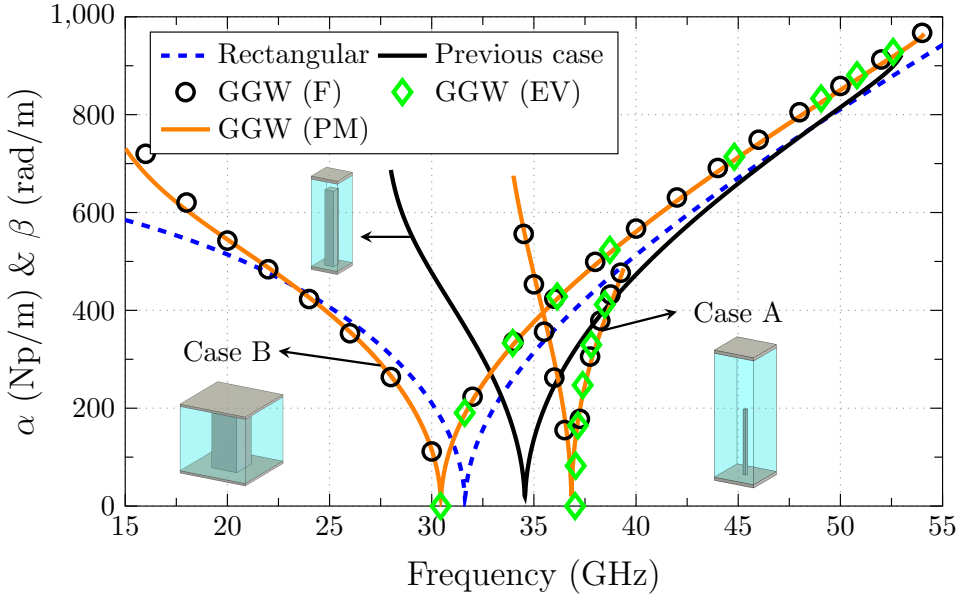 1,000
800
600
400
200
0
α (Np/m) & β (rad/m)
Rectangular
Previous case
GGW (F)
GGW (EV)
GGW (PM)
Case B
Case A
15 20 25 30 35 40 45 50 55
Frequency (GHz)